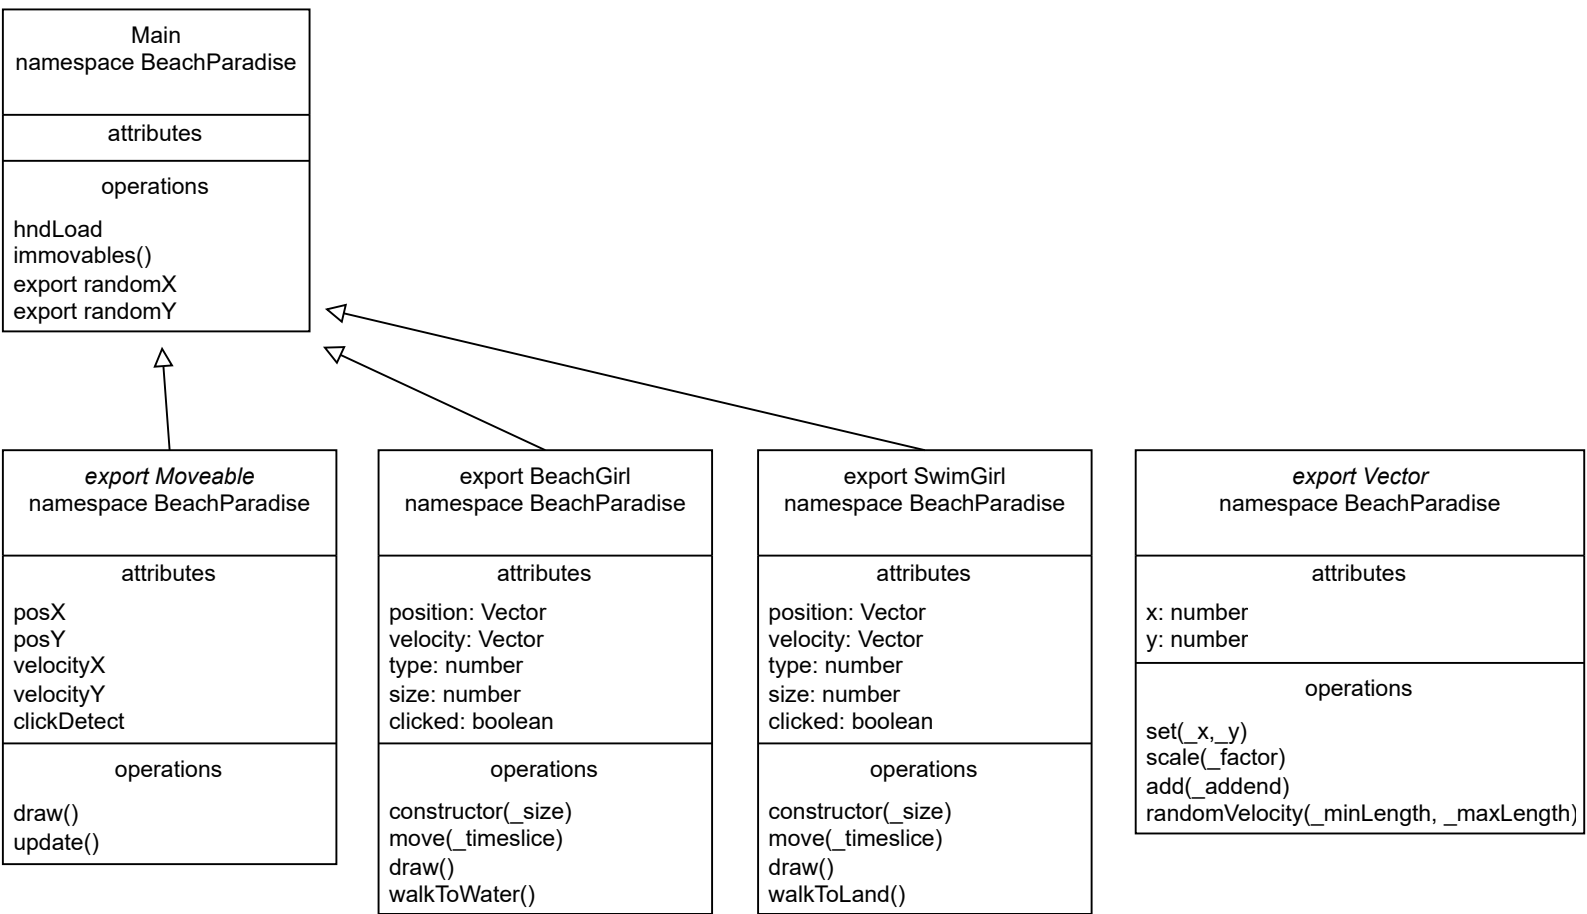 Main
namespace BeachParadise
attributes
operations
hndLoad
immovables()
export randomX
export randomY
export Moveable
namespace BeachParadise
attributes
posX
posY
velocityX
velocityY
clickDetect
operations
draw()
update()
export BeachGirl
namespace BeachParadise
attributes
position: Vector
velocity: Vector
type: number
size: number
clicked: boolean
operations
constructor(_size)
move(_timeslice)
draw()
walkToWater()
export SwimGirl
namespace BeachParadise
attributes
position: Vector
velocity: Vector
type: number
size: number
clicked: boolean
operations
constructor(_size)
move(_timeslice)
draw()
walkToLand()
export Vector
namespace BeachParadise
attributes
x: number
y: number
operations
set(_x,_y)
scale(_factor)
add(_addend)
randomVelocity(_minLength, _maxLength)